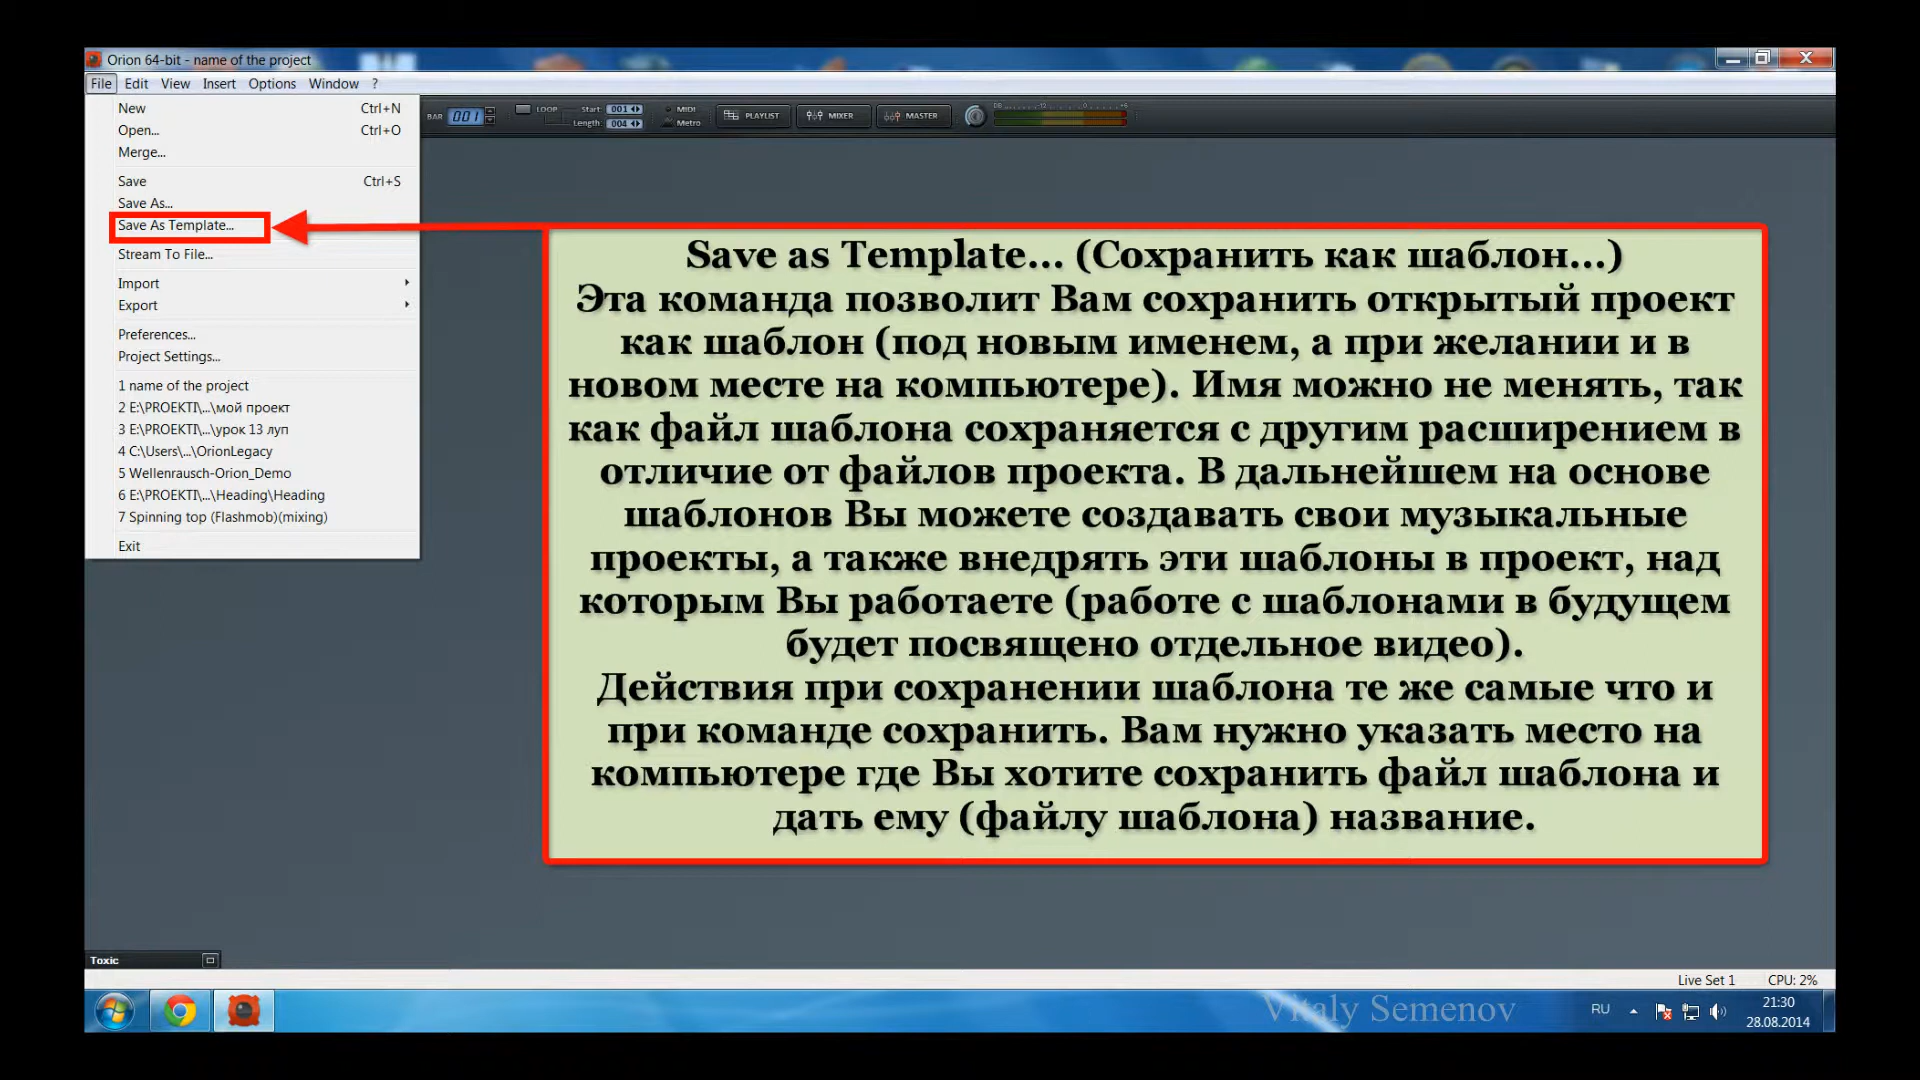 Orion 64-bit - name of the project
File Edit View Insert Options Window ?
New Ctrl+N
Open... Ctrl+O
Merge...
Save Ctrl+S
Save As...
Save As Template...
Stream To File...
Import
Export
Preferences...
Project Settings...
1 name of the project
2 E:\PROEKTI\...\мой проект
3 E:\PROEKTI\...\урок 13 луп
4 C:\Users\...\OrionLegacy
5 Wellenrausch-Orion_Demo
6 E:\PROEKTI\...\Heading\Heading
7 Spinning top (Flashmob)(mixing)
Exit
BAR 001 LOOP Start 001 MIDI PLAYLIST MIXER MASTER
Length 004 Metro
Save as Template... (Сохранить как шаблон...)
Эта команда позволит Вам сохранить открытый проект
как шаблон (под новым именем, а при желании и в
новом месте на компьютере). Имя можно не менять, так
как файл шаблона сохраняется с другим расширением в
отличие от файлов проекта. В дальнейшем на основе
шаблонов Вы можете создавать свои музыкальные
проекты, а также внедрять эти шаблоны в проект, над
которым Вы работаете (работе с шаблонами в будущем
будет посвящено отдельное видео).
Действия при сохранении шаблона те же самые что и
при команде сохранить. Вам нужно указать место на
компьютере где Вы хотите сохранить файл шаблона и
дать ему (файлу шаблона) название.
Toxic
Live Set 1 CPU: 2%
Vitaly Semenov
RU
21:30
28.08.2014